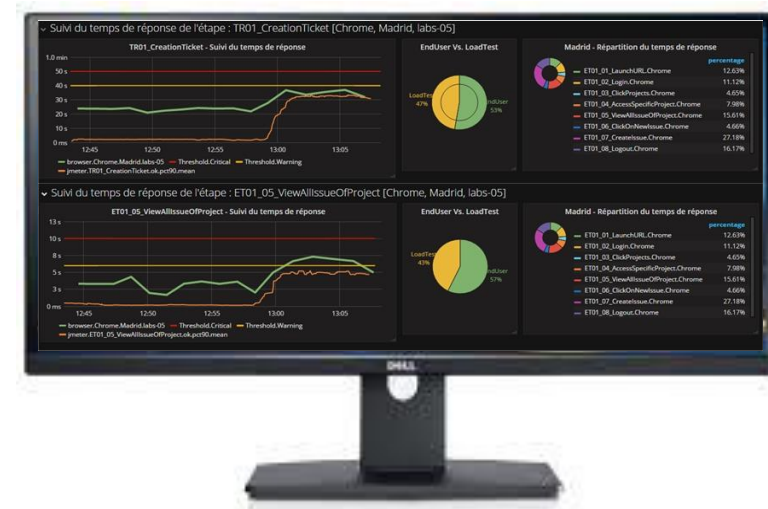 Suivi du temps de réponse de l'étape : TR01_CreationTicket [Chrome, Madrid, labs-05]
TR01_CreationTicket - Suivi du temps de réponse
1.0 min
50 s
40 s
30 s
20 s
10 s
0 ms
12:45
12:50
12:55
13:00
13:05
browser.Chrome.Madrid.labs-05
Threshold.Critical
Threshold.Warning
jmeter.TR01_CreationTicket.ok.pct90.mean
EndUser Vs. LoadTest
LoadTest
47%
EndUser
53%
Madrid - Répartition du temps de réponse
percentage
ET01_01_LaunchURL.Chrome 12.63%
ET01_02_Login.Chrome 11.12%
ET01_03_ClickProjects.Chrome 4.65%
ET01_04_AccessSpecificProject.Chrome 7.98%
ET01_05_ViewAllIssueOfProject.Chrome 15.61%
ET01_06_ClickOnNewIssue.Chrome 4.66%
ET01_07_CreateIssue.Chrome 27.18%
ET01_08_Logout.Chrome 16.17%
Suivi du temps de réponse de l'étape : ET01_05_ViewAllIssueOfProject [Chrome, Madrid, labs-05]
ET01_05_ViewAllIssueOfProject - Suivi du temps de réponse
13 s
10 s
8 s
5 s
3 s
0 ms
12:45
12:50
12:55
13:00
13:05
browser.Chrome.Madrid.labs-05
Threshold.Critical
Threshold.Warning
jmeter.ET01_05_ViewAllIssueOfProject.ok.pct90.mean
EndUser Vs. LoadTest
LoadTest
43%
EndUser
57%
Madrid - Répartition du temps de réponse
percentage
ET01_01_LaunchURL.Chrome 12.63%
ET01_02_Login.Chrome 11.12%
ET01_03_ClickProjects.Chrome 4.65%
ET01_04_AccessSpecificProject.Chrome 7.98%
ET01_05_ViewAllIssueOfProject.Chrome 15.61%
ET01_06_ClickOnNewIssue.Chrome 4.66%
ET01_07_CreateIssue.Chrome 27.18%
ET01_08_Logout.Chrome 16.17%
DELL